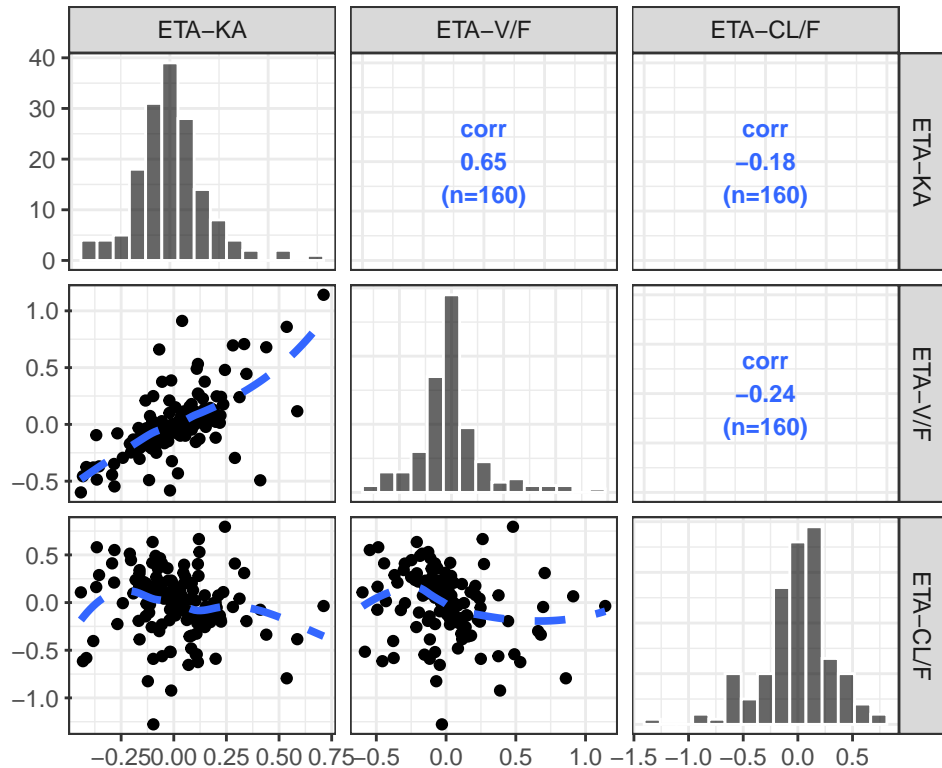 ETA−KA ETA−V/F ETA−CL/F
40
30
20
10
0
corr
0.65
(n=160)
corr
−0.18
(n=160)
ETA−KA
1.0
0.5
0.0
−0.5
corr
−0.24
(n=160)
ETA−V/F
0.5
0.0
−0.5
−1.0
ETA−CL/F
−0.25 0.00 0.25 0.50 0.75 −0.5 0.0 0.5 1.0 −1.5 −1.0 −0.5 0.0 0.5